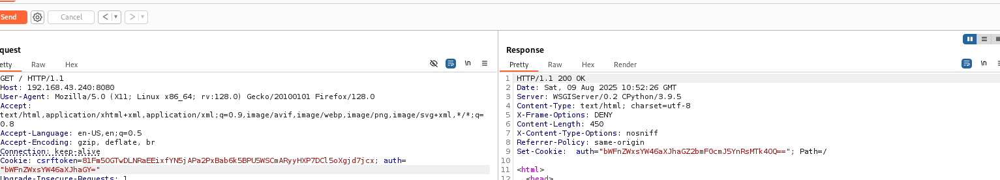 Send
Cancel
<
>
quest
Response
etty
Raw
Hex
\n
Pretty
Raw
Hex
Render
\n
GET / HTTP/1.1
Host: 192.168.43.240:8080
User-Agent: Mozilla/5.0 (X11; Linux x86_64; rv:128.0) Gecko/20100101 Firefox/128.0
Accept:
text/html,application/xhtml+xml,application/xml;q=0.9,image/avif,image/webp,image/png,image/svg+xml,*/*;q=
0.8
Accept-Language: en-US,en;q=0.5
Accept-Encoding: gzip, deflate, br
Connection: keep-alive
Cookie: csrftoken=81Fm5OGTwDLNRaEEixfYN5jAPa2PxBab6k5BPU5WSCmARyyHXP7DCl5oXgjd7jcx; auth=
"bWFnZWxsYW46aXJhaGY="
Upgrade-Insecure-Requests: 1
1 HTTP/1.1 200 OK
2 Date: Sat, 09 Aug 2025 10:52:26 GMT
3 Server: WSGIServer/0.2 CPython/3.9.5
4 Content-Type: text/html; charset=utf-8
5 X-Frame-Options: DENY
6 Content-Length: 450
7 X-Content-Type-Options: nosniff
8 Referrer-Policy: same-origin
9 Set-Cookie:  auth="bWFnZWxsYW46aXJhaGZ2bmF0cmJ5YnRsMTk4OQ=="; Path=/
10
11 <html>
12 <head>